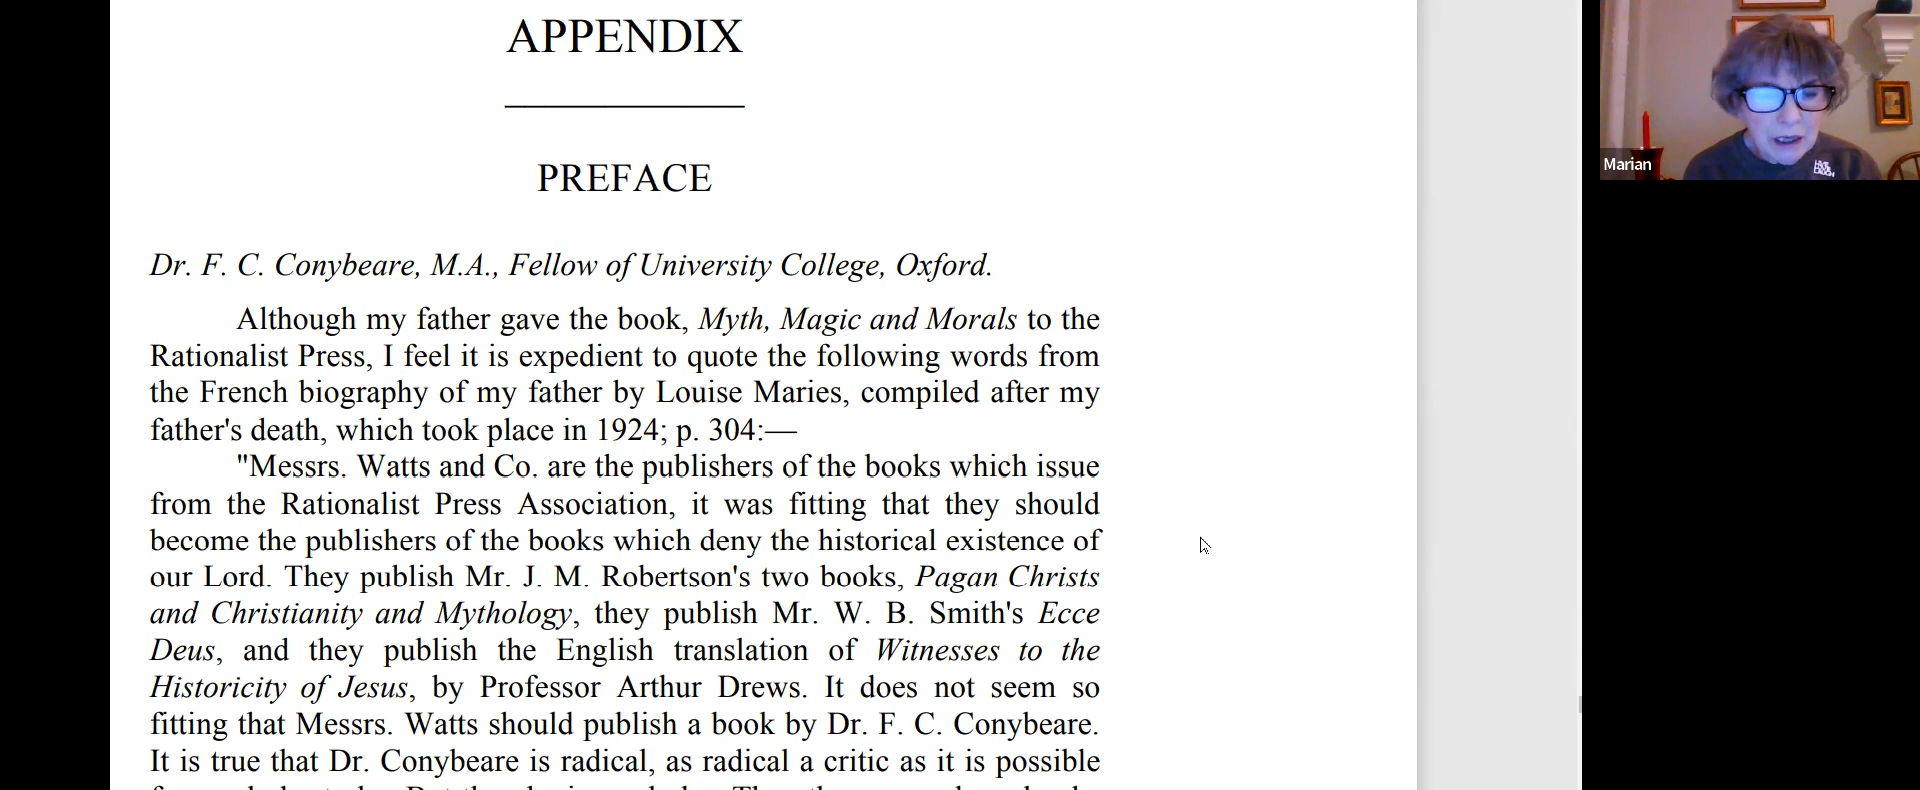 APPENDIX
PREFACE
Dr. F. C. Conybeare, M.A., Fellow of University College, Oxford.
Although my father gave the book, Myth, Magic and Morals to the
Rationalist Press, I feel it is expedient to quote the following words from
the French biography of my father by Louise Maries, compiled after my
father's death, which took place in 1924; p. 304:—
"Messrs. Watts and Co. are the publishers of the books which issue
from the Rationalist Press Association, it was fitting that they should
become the publishers of the books which deny the historical existence of
our Lord. They publish Mr. J. M. Robertson's two books, Pagan Christs
and Christianity and Mythology, they publish Mr. W. B. Smith's Ecce
Deus, and they publish the English translation of Witnesses to the
Historicity of Jesus, by Professor Arthur Drews. It does not seem so
fitting that Messrs. Watts should publish a book by Dr. F. C. Conybeare.
It is true that Dr. Conybeare is radical, as radical a critic as it is possible
Marian